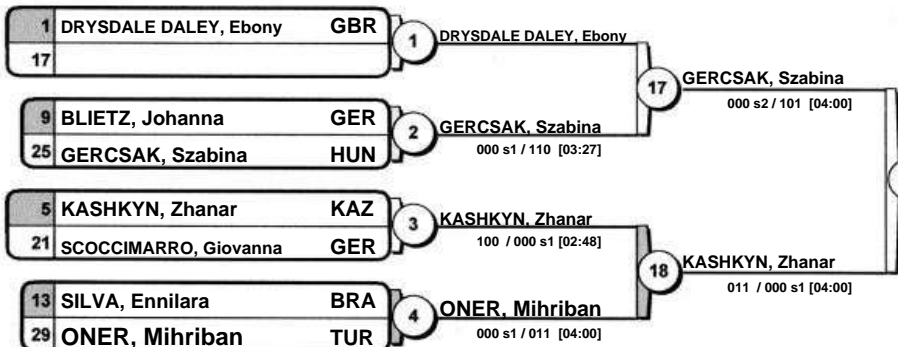 1 DRYSDALE DALEY, Ebony GBR
17
1
DRYSDALE DALEY, Ebony
9 BLIETZ, Johanna GER
25 GERCSAK, Szabina HUN
2
GERCSAK, Szabina
000 s1 / 110 [03:27]
17
GERCSAK, Szabina
000 s2 / 101 [04:00]
5 KASHKYN, Zhanar KAZ
21 SCOCCIMARRO, Giovanna GER
3
KASHKYN, Zhanar
100 / 000 s1 [02:48]
13 SILVA, Ennilara BRA
29 ONER, Mihriban TUR
4
ONER, Mihriban
000 s1 / 011 [04:00]
18
KASHKYN, Zhanar
011 / 000 s1 [04:00]